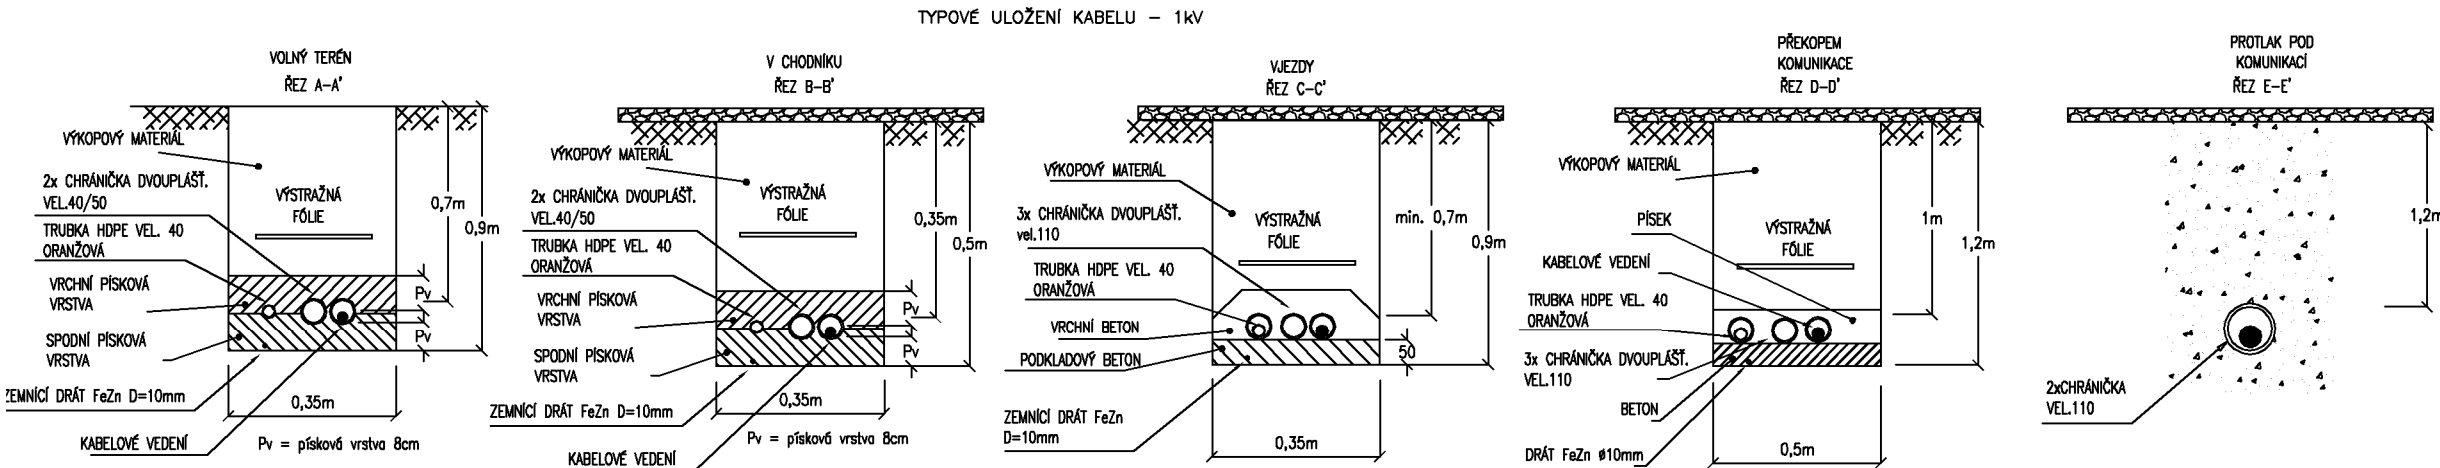 TYPOVÉ ULOŽENÍ KABELU – 1kV
VOLNÝ TERÉN
ŘEZ A–A'
VÝKOPOVÝ MATERIÁL
2x CHRÁNIČKA DVOUPLÁŠŤ.
VEL.40/50
TRUBKA HDPE VEL. 40
ORANŽOVÁ
VRCHNÍ PÍSKOVÁ
VRSTVA
SPODNÍ PÍSKOVÁ
VRSTVA
ZEMNÍCÍ DRÁT FeZn D=10mm
KABELOVÉ VEDENÍ
VÝSTRAŽNÁ
FÓLIE
0,7m
0,9m
Pv
Pv
0,35m
Pv = písková vrstva 8cm
V CHODNÍKU
ŘEZ B–B'
VÝKOPOVÝ MATERIÁL
2x CHRÁNIČKA DVOUPLÁŠŤ.
VEL.40/50
TRUBKA HDPE VEL. 40
ORANŽOVÁ
VRCHNÍ PÍSKOVÁ
VRSTVA
SPODNÍ PÍSKOVÁ
VRSTVA
ZEMNÍCÍ DRÁT FeZn D=10mm
KABELOVÉ VEDENÍ
VÝSTRAŽNÁ
FÓLIE
0,35m
0,5m
Pv
Pv
0,35m
Pv = písková vrstva 8cm
VJEZDY
ŘEZ C–C'
VÝKOPOVÝ MATERIÁL
3x CHRÁNIČKA DVOUPLÁŠŤ.
vel.110
TRUBKA HDPE VEL. 40
ORANŽOVÁ
VRCHNÍ BETON
PODKLADOVÝ BETON
ZEMNÍCÍ DRÁT FeZn
D=10mm
VÝSTRAŽNÁ
FÓLIE
min. 0,7m
0,9m
50
0,35m
PŘEKOPEM
KOMUNIKACE
ŘEZ D–D'
VÝKOPOVÝ MATERIÁL
PÍSEK
KABELOVÉ VEDENÍ
TRUBKA HDPE VEL. 40
ORANŽOVÁ
3x CHRÁNIČKA DVOUPLÁŠŤ.
VEL.110
BETON
DRÁT FeZn ø10mm
VÝSTRAŽNÁ
FÓLIE
1m
1,2m
0,5m
PROTLAK POD
KOMUNIKACÍ
ŘEZ E–E'
1,2m
2xCHRÁNIČKA
VEL.110